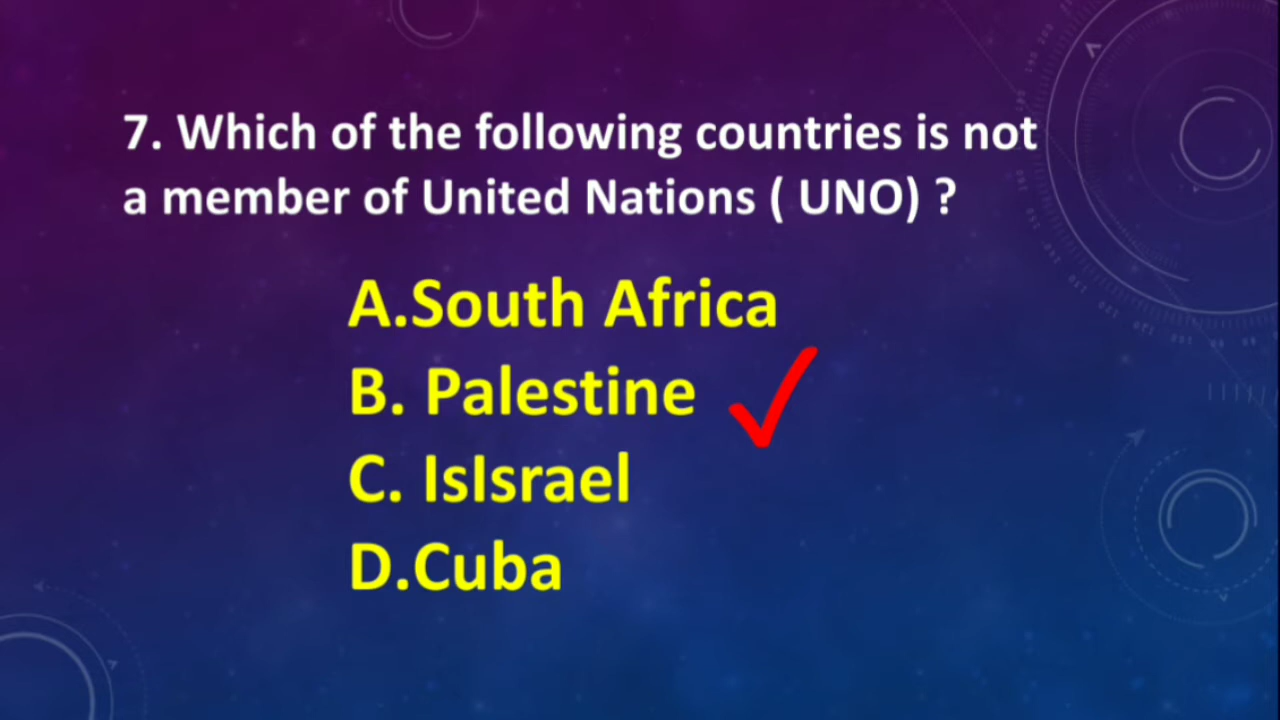 7. Which of the following countries is not
a member of United Nations ( UNO) ?
A.South Africa
B. Palestine
C. IsIsrael
D.Cuba